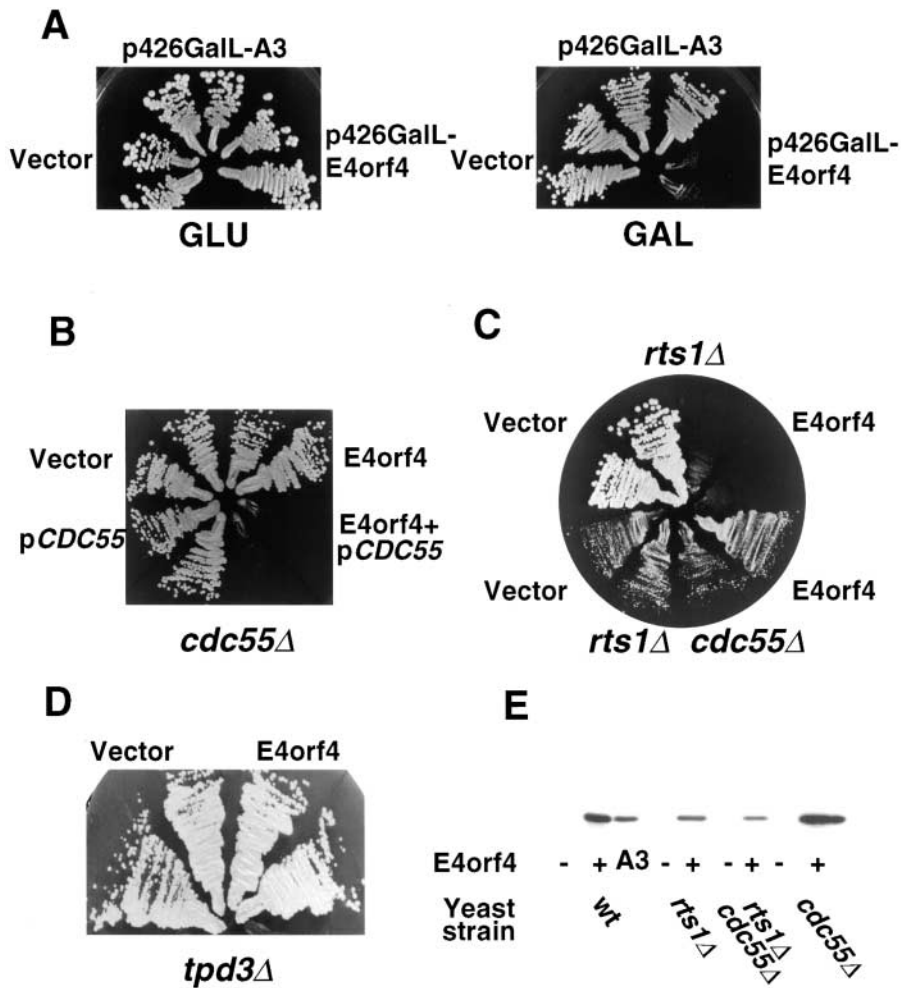 A
p426GalL-A3
p426GalL-A3
Vector
p426GalL-
E4orf4
Vector
p426GalL-
E4orf4
GLU
GAL
B
Vector
E4orf4
pCDC55
E4orf4+
pCDC55
cdc55Δ
C
rts1Δ
Vector
E4orf4
Vector
E4orf4
rts1Δ cdc55Δ
D
Vector
E4orf4
tpd3Δ
E
E4orf4 - + A3 - + - + - +
Yeast
strain
wt
rts1Δ
rts1Δ
cdc55Δ
cdc55Δ